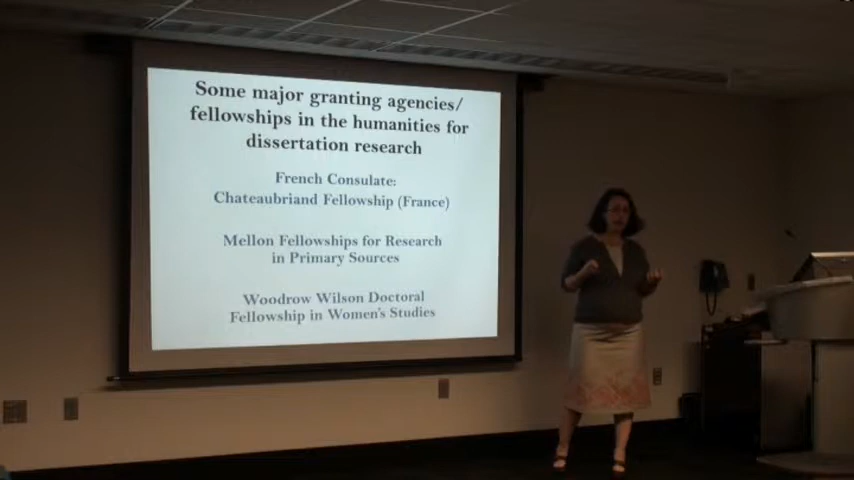 Some major granting agencies/
fellowships in the humanities for
dissertation research
French Consulate:
Chateaubriand Fellowship (France)
Mellon Fellowships for Research
in Primary Sources
Woodrow Wilson Doctoral
Fellowship in Women's Studies